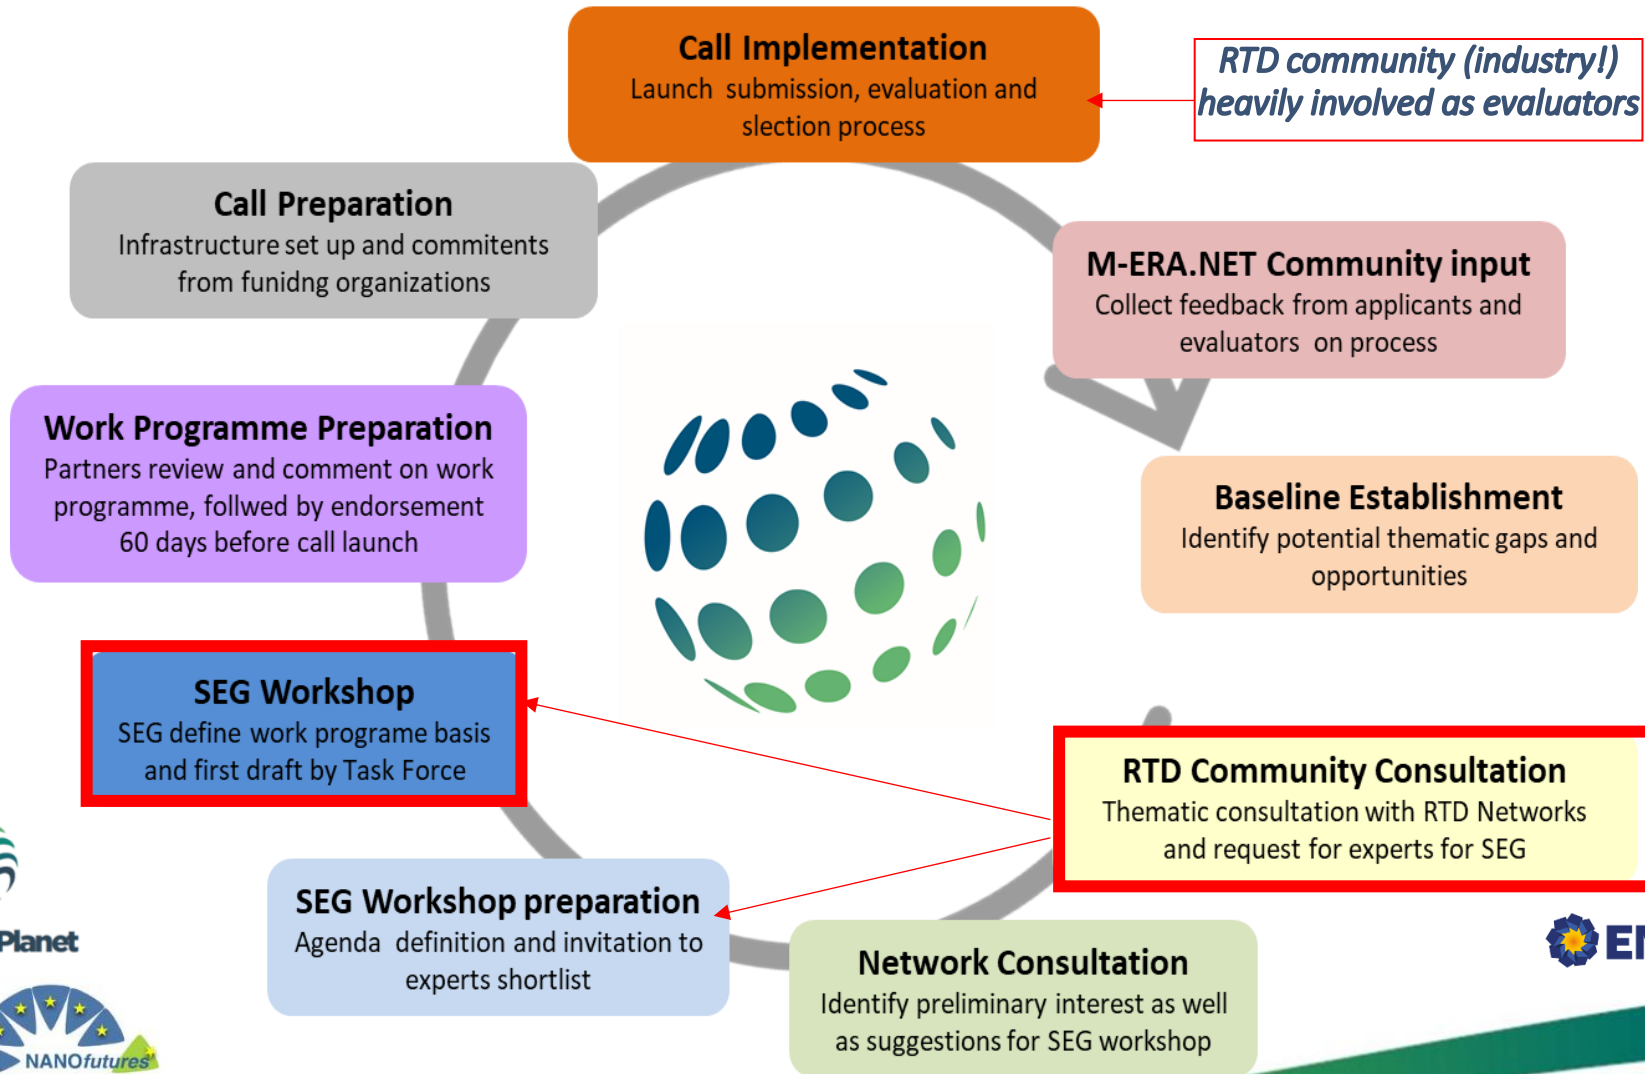 Call Implementation
Launch submission, evaluation and
slection process
RTD community (industry!)
heavily involved as evaluators
Call Preparation
Infrastructure set up and commitents
from funidng organizations
M-ERA.NET Community input
Collect feedback from applicants and
evaluators on process
Work Programme Preparation
Partners review and comment on work
programme, follwed by endorsement
60 days before call launch
Baseline Establishment
Identify potential thematic gaps and
opportunities
SEG Workshop
SEG define work programe basis
and first draft by Task Force
RTD Community Consultation
Thematic consultation with RTD Networks
and request for experts for SEG
SEG Workshop preparation
Agenda definition and invitation to
experts shortlist
Network Consultation
Identify preliminary interest as well
as suggestions for SEG workshop
Planet
NANOfutures